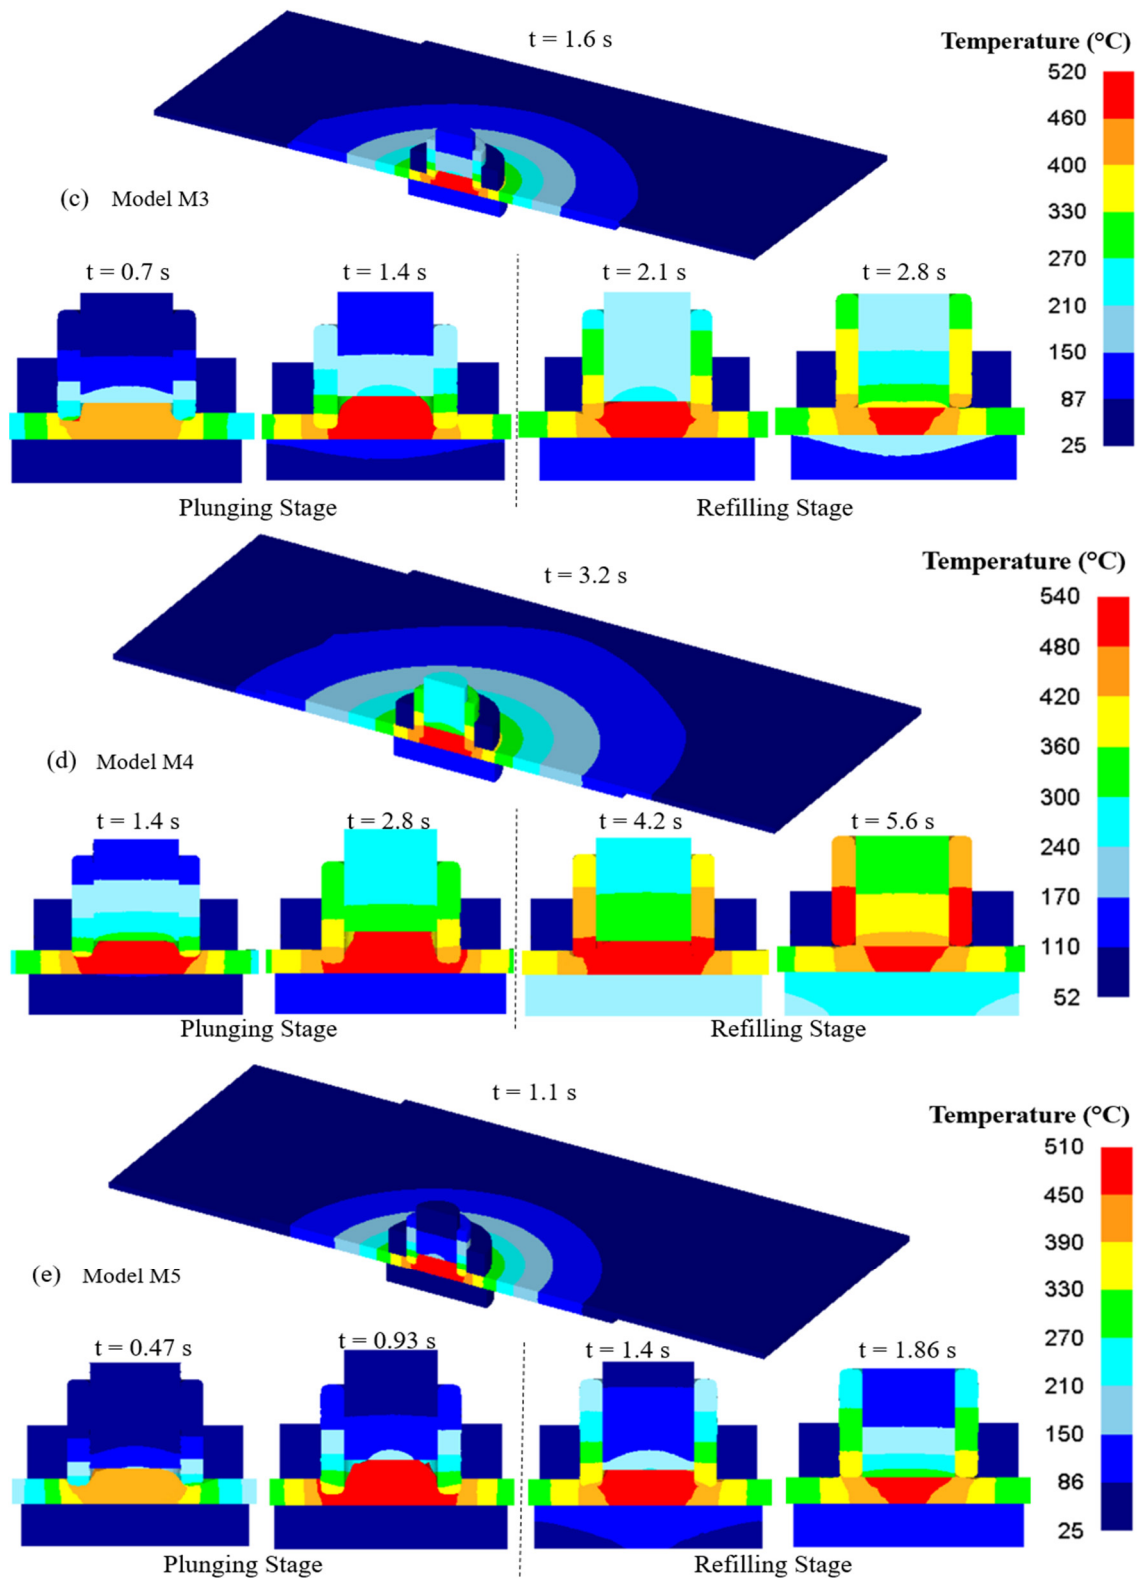 t = 1.6 s
Temperature (°C)
520
460
400
330
270
210
150
87
25
(c) Model M3
t = 0.7 s
t = 1.4 s
t = 2.1 s
t = 2.8 s
Plunging Stage
Refilling Stage
t = 3.2 s
Temperature (°C)
540
480
420
360
300
240
170
110
52
(d) Model M4
t = 1.4 s
t = 2.8 s
t = 4.2 s
t = 5.6 s
Plunging Stage
Refilling Stage
t = 1.1 s
Temperature (°C)
510
450
390
330
270
210
150
86
25
(e) Model M5
t = 0.47 s
t = 0.93 s
t = 1.4 s
t = 1.86 s
Plunging Stage
Refilling Stage